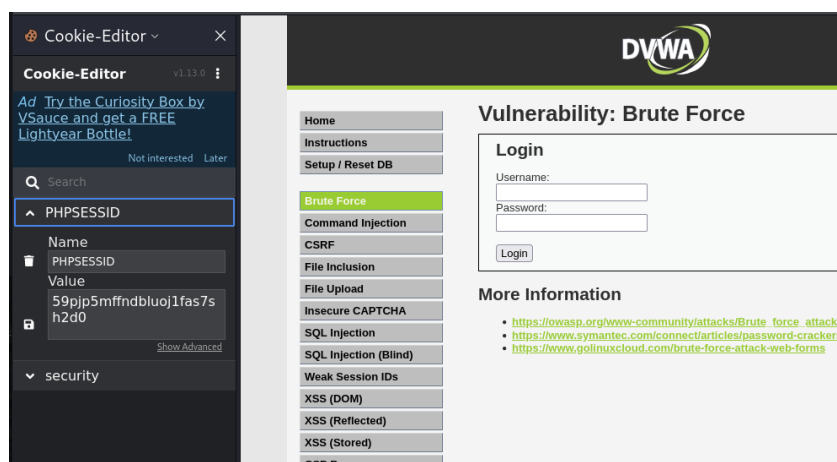 Cookie-Editor
Cookie-Editor v1.13.0
Ad Try the Curiosity Box by
VSauce and get a FREE
Lightyear Bottle!
Not interested Later
Search
PHPSESSID
Name
PHPSESSID
Value
59pjp5mffndbluoj1fas7s
h2d0
Show Advanced
security
DVWA
Home
Instructions
Setup / Reset DB
Brute Force
Command Injection
CSRF
File Inclusion
File Upload
Insecure CAPTCHA
SQL Injection
SQL Injection (Blind)
Weak Session IDs
XSS (DOM)
XSS (Reflected)
XSS (Stored)
Vulnerability: Brute Force
Login
Username:
Password:
Login
More Information
https://owasp.org/www-community/attacks/Brute_force_attack
https://www.symantec.com/connect/articles/password-crackers
https://www.golinuxcloud.com/brute-force-attack-web-forms